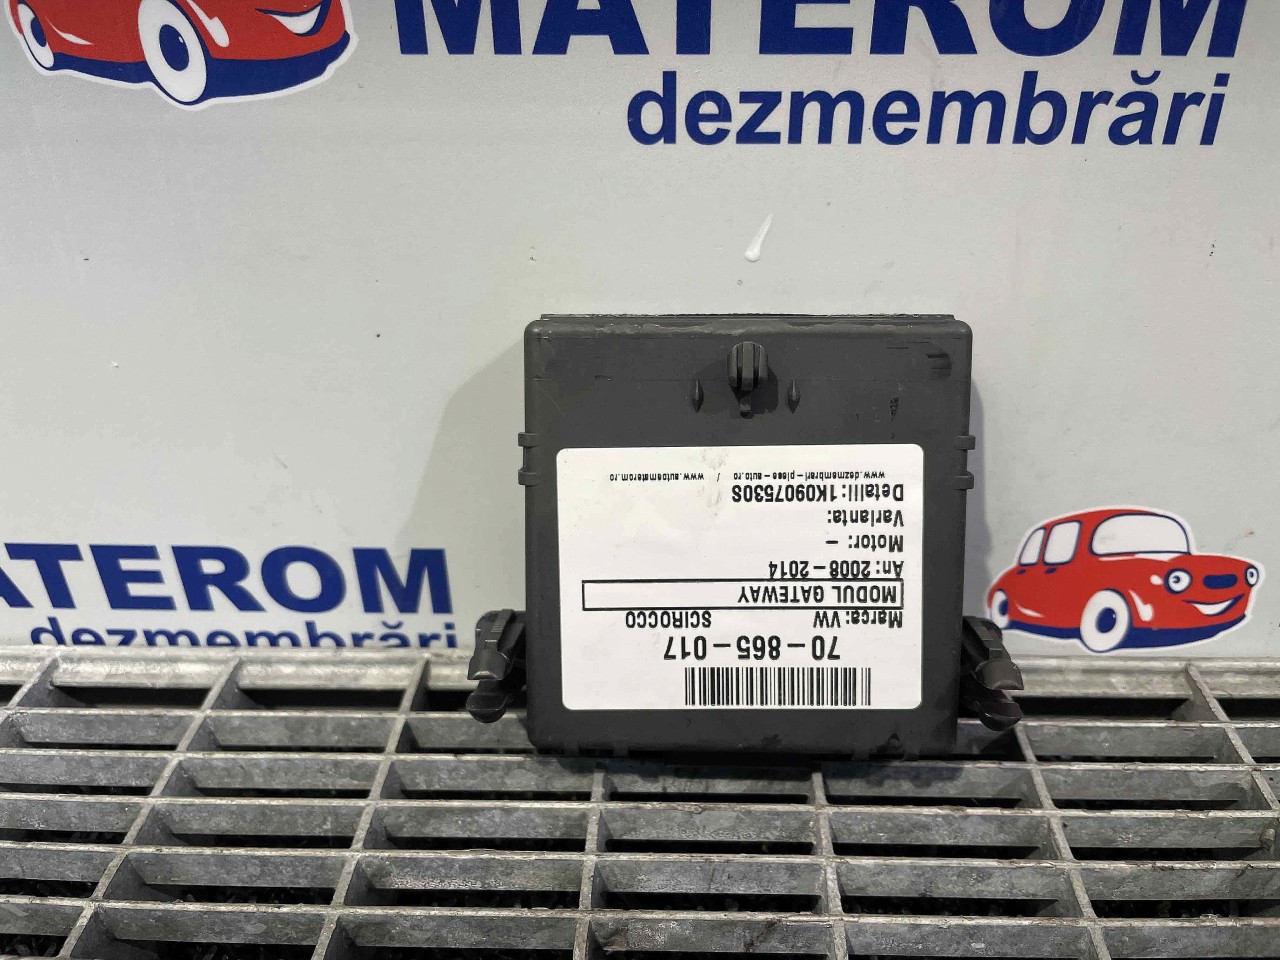 MATEROM
dezmembrări
ATEROM
dezmembrări
70-865-017
Marca: VW SCIROCCO
MODUL GATEWAY
An: 2008-2014
Motor: -
Varianta:
Detalii: 1K0907530S
www.dezmembrări-piese-auto.ro / www.automaterom.ro